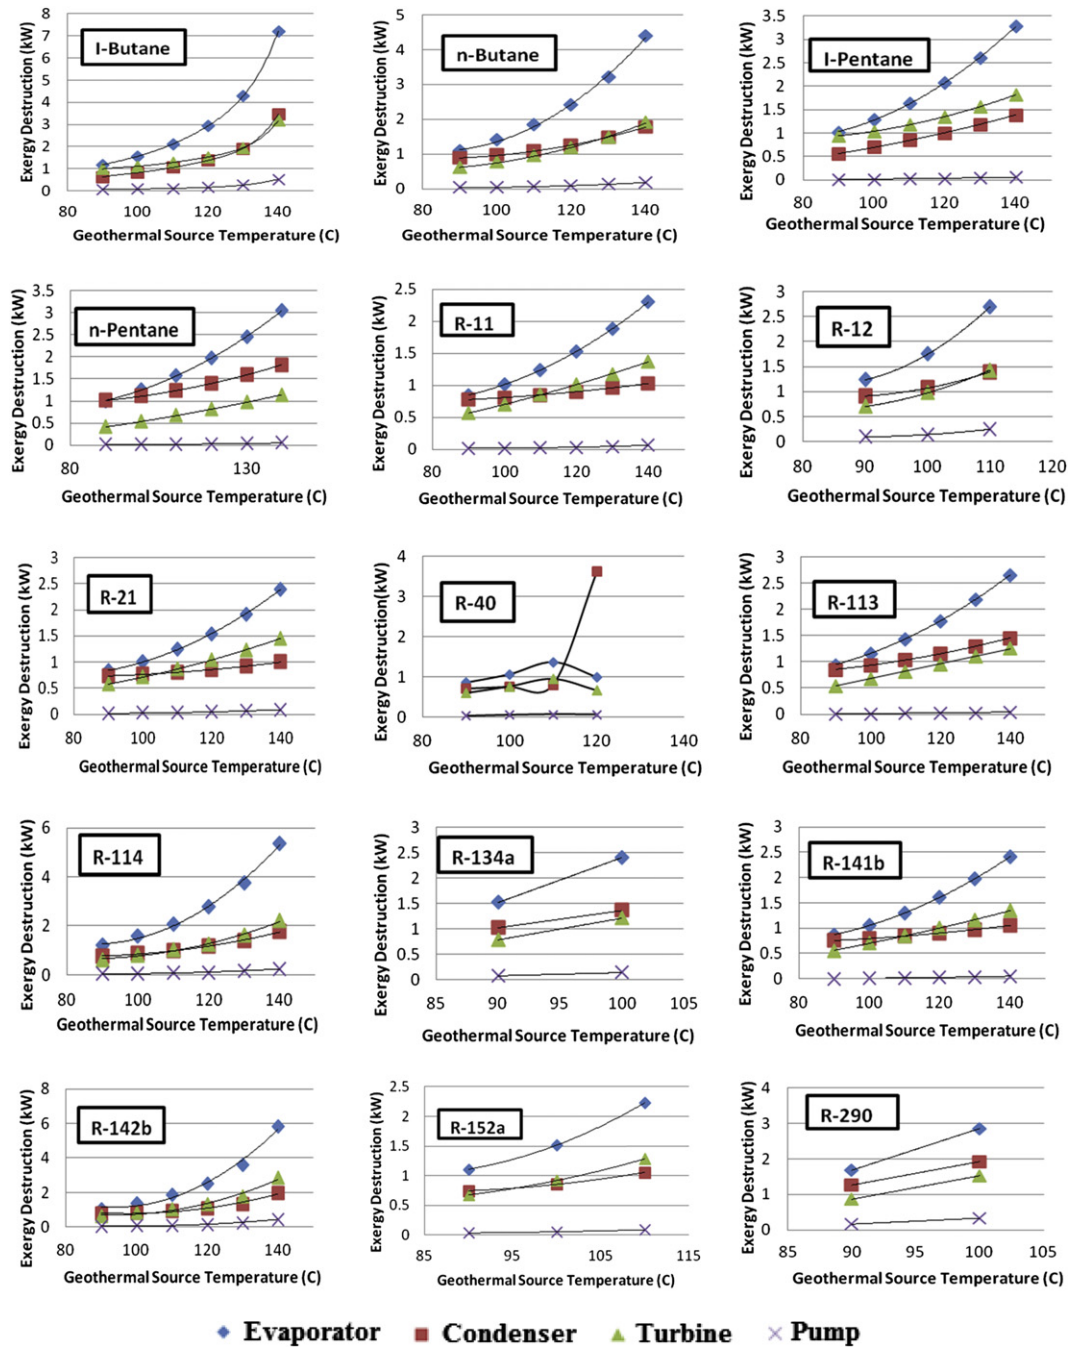 I-Butane
Exergy Destruction (kW)
8
7
6
5
4
3
2
1
0
80 100 120 140
Geothermal Source Temperature (C)
n-Butane
Exergy Destruction (kW)
5
4
3
2
1
0
80 100 120 140
Geothermal Source Temperature (C)
I-Pentane
Exergy Destruction (kW)
3.5
3
2.5
2
1.5
1
0.5
0
80 100 120 140
Geothermal Source Temperature (C)
n-Pentane
Exergy Destruction (kW)
3.5
3
2.5
2
1.5
1
0.5
0
80 130
Geothermal Source Temperature (C)
R-11
Exergy Destruction (kW)
2.5
2
1.5
1
0.5
0
80 100 120 140
Geothermal Source Temperature (C)
R-12
Exergy Destruction (kW)
3
2.5
2
1.5
1
0.5
0
80 90 100 110 120
Geothermal Source Temperature (C)
R-21
Exergy Destruction (kW)
3
2.5
2
1.5
1
0.5
0
80 100 120 140
Geothermal Source Temperature (C)
R-40
Exergy Destruction(kW)
4
3
2
1
0
80 100 120 140
Geothermal Source Temperature (C)
R-113
Exergy Destruction (kW)
3
2.5
2
1.5
1
0.5
0
80 100 120 140
Geothermal Source Temperature (C)
R-114
Exergy Destruction (kW)
6
4
2
0
80 100 120 140
Geothermal Source Temperature (C)
R-134a
Exergy Destruction (kW)
3
2.5
2
1.5
1
0.5
0
85 90 95 100 105
Geothermal Source Temperature (C)
R-141b
Exergy Destruction (kW)
3
2.5
2
1.5
1
0.5
0
80 100 120 140
Geothermal Source Temperature (C)
R-142b
Exergy Destruction (kW)
8
6
4
2
0
80 100 120 140
Geothermal Source Temperature (C)
R-152a
Exergy Destruction (kW)
2.5
2
1.5
1
0.5
0
85 95 105 115
Geothermal Source Temperature (C)
R-290
Exergy Destruction (kW)
4
3
2
1
0
85 90 95 100 105
Geothermal Source Temperature (C)
Evaporator Condenser Turbine Pump